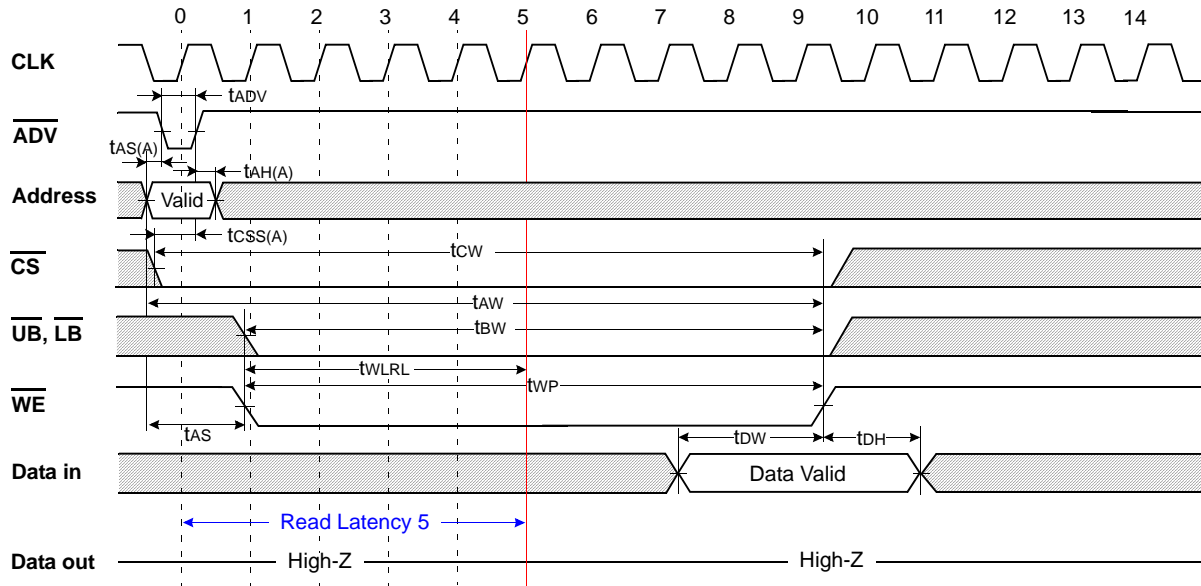 0 1 2 3 4 5 6 7 8 9 10 11 12 13 14
CLK
tADV
ADV
tAS(A)
tAH(A)
Address
Valid
tCSS(A)
CS
tCW
tAW
UB, LB
tBW
tWLRL
tWP
WE
tAS
tDW
tDH
Data in
Data Valid
Read Latency 5
Data out
High-Z
High-Z